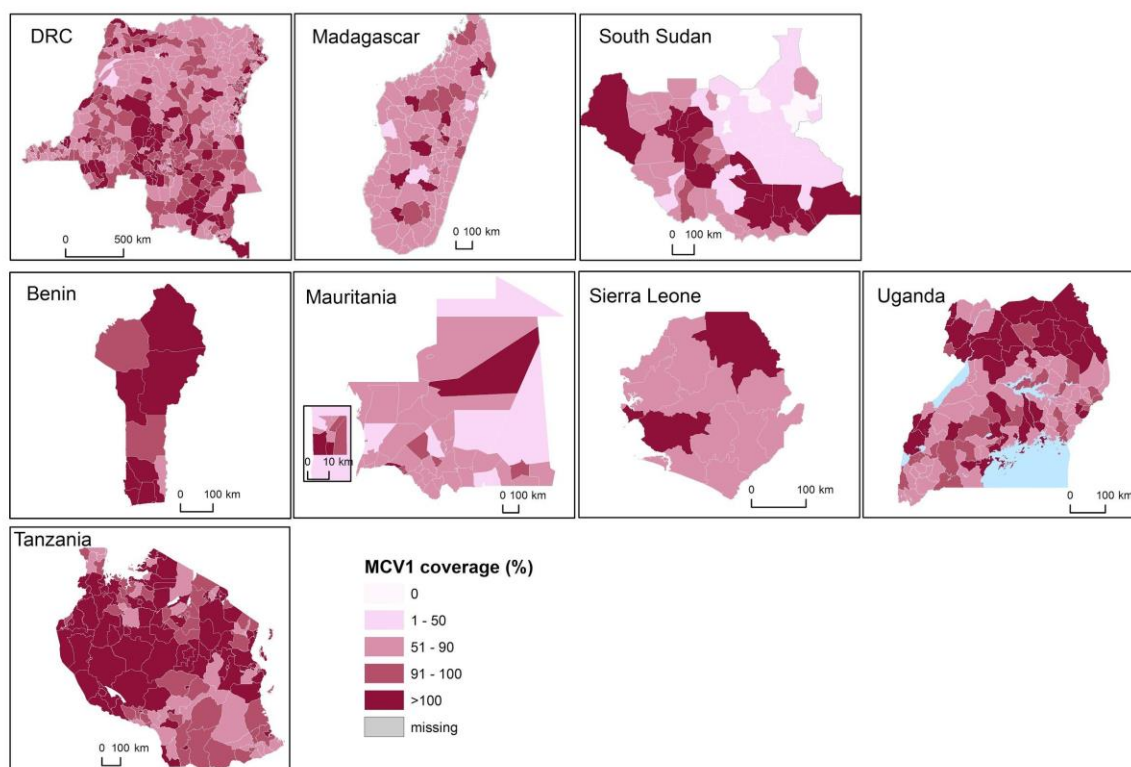 DRC
0 500 km
Madagascar
0 100 km
South Sudan
0 100 km
Benin
0 100 km
Mauritania
0 10 km
0 100 km
Sierra Leone
0 100 km
Uganda
0 100 km
Tanzania
0 100 km
MCV1 coverage (%)
0
1 - 50
51 - 90
91 - 100
>100
missing